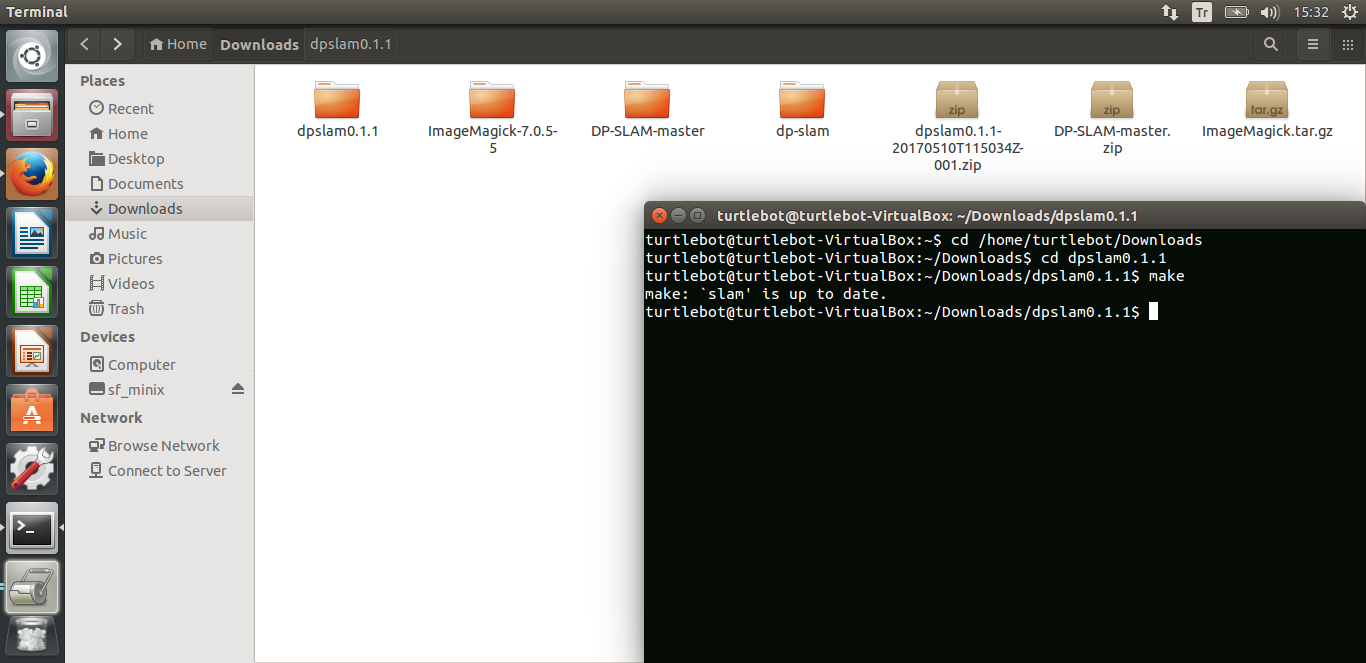 Terminal
Tr
15:32
Home
Downloads
dpslam0.1.1
Places
Recent
Home
Desktop
Documents
Downloads
Music
Pictures
Videos
Trash
Devices
Computer
sf_minix
Network
Browse Network
Connect to Server
dpslam0.1.1
ImageMagick-7.0.5-
5
DP-SLAM-master
dp-slam
zip
dpslam0.1.1-
20170510T115034Z-
001.zip
zip
DP-SLAM-master.
zip
tar.gz
ImageMagick.tar.gz
turtlebot@turtlebot-VirtualBox: ~/Downloads/dpslam0.1.1
turtlebot@turtlebot-VirtualBox:~$ cd /home/turtlebot/Downloads
turtlebot@turtlebot-VirtualBox:~/Downloads$ cd dpslam0.1.1
turtlebot@turtlebot-VirtualBox:~/Downloads/dpslam0.1.1$ make
make: `slam' is up to date.
turtlebot@turtlebot-VirtualBox:~/Downloads/dpslam0.1.1$